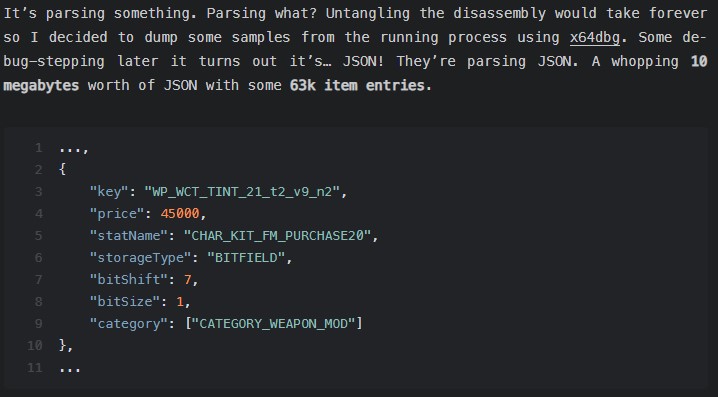 It’s parsing something. Parsing what? Untangling the disassembly would take forever
so I decided to dump some samples from the running process using x64dbg. Some de-
bug-stepping later it turns out it’s… JSON! They’re parsing JSON. A whopping 10
megabytes worth of JSON with some 63k item entries.
1 ...,
2 {
3     "key": "WP_WCT_TINT_21_t2_v9_n2",
4     "price": 45000,
5     "statName": "CHAR_KIT_FM_PURCHASE20",
6     "storageType": "BITFIELD",
7     "bitShift": 7,
8     "bitSize": 1,
9     "category": ["CATEGORY_WEAPON_MOD"]
10 },
11 ...